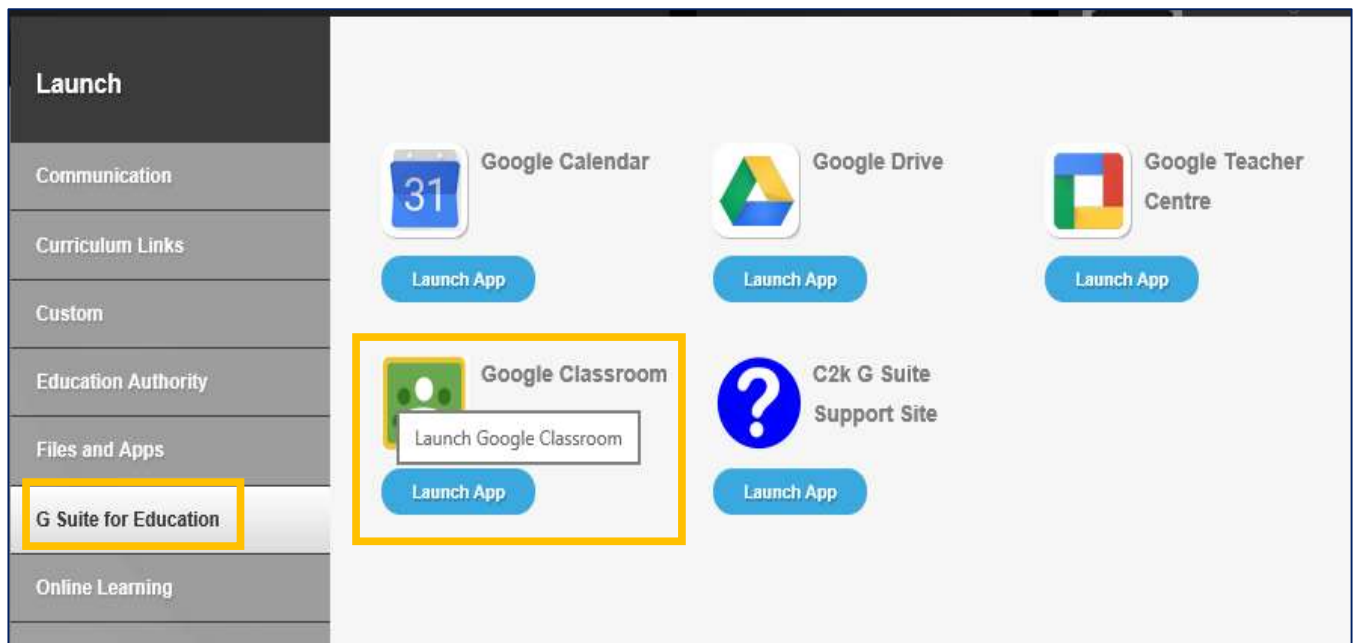 Launch
Communication
Curriculum Links
Custom
Education Authority
Files and Apps
G Suite for Education
Online Learning
31
Google Calendar
Launch App
Google Drive
Launch App
Google Teacher
Centre
Launch App
Google Classroom
Launch Google Classroom
Launch App
?
C2k G Suite
Support Site
Launch App